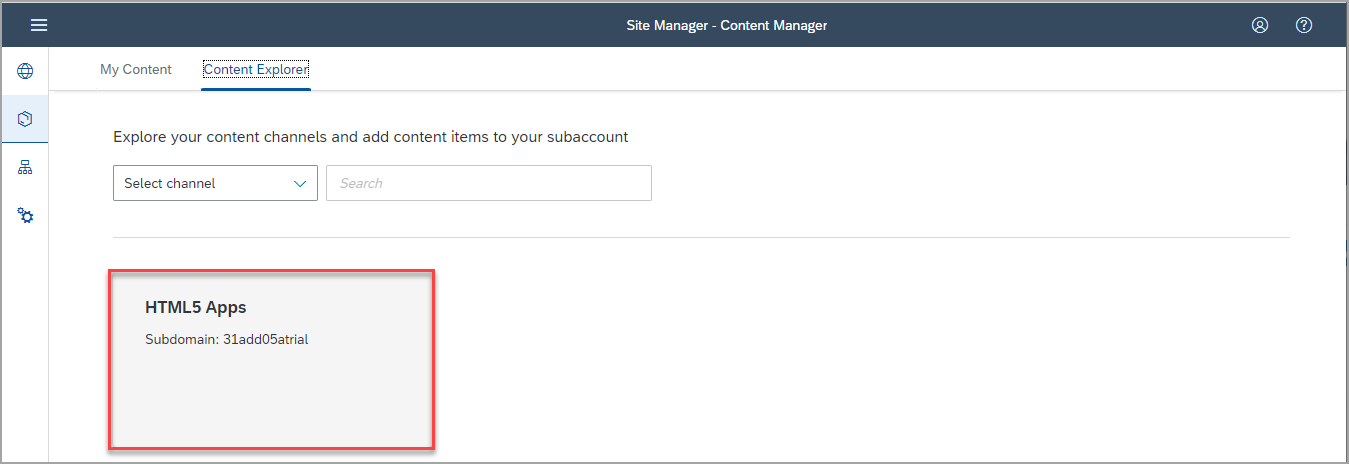 Site Manager - Content Manager
My Content
Content Explorer
Explore your content channels and add content items to your subaccount
Select channel
Search
HTML5 Apps
Subdomain: 31add05atrial